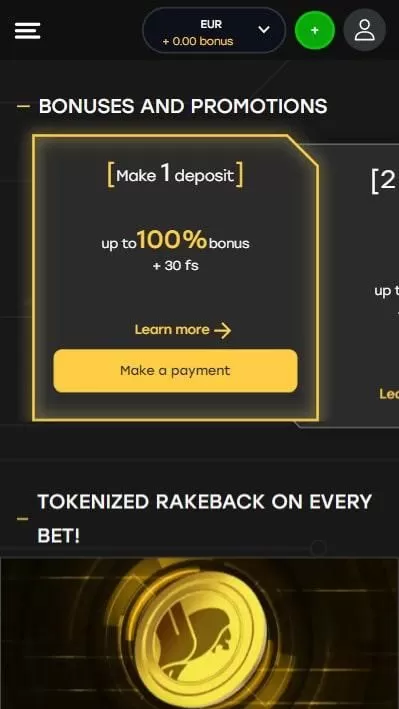 EUR
+ 0.00 bonus
+
BONUSES AND PROMOTIONS
[Make 1 deposit]
[2
up to 100% bonus
+ 30 fs
up t
Learn more →
Make a payment
Lea
TOKENIZED RAKEBACK ON EVERY
BET!